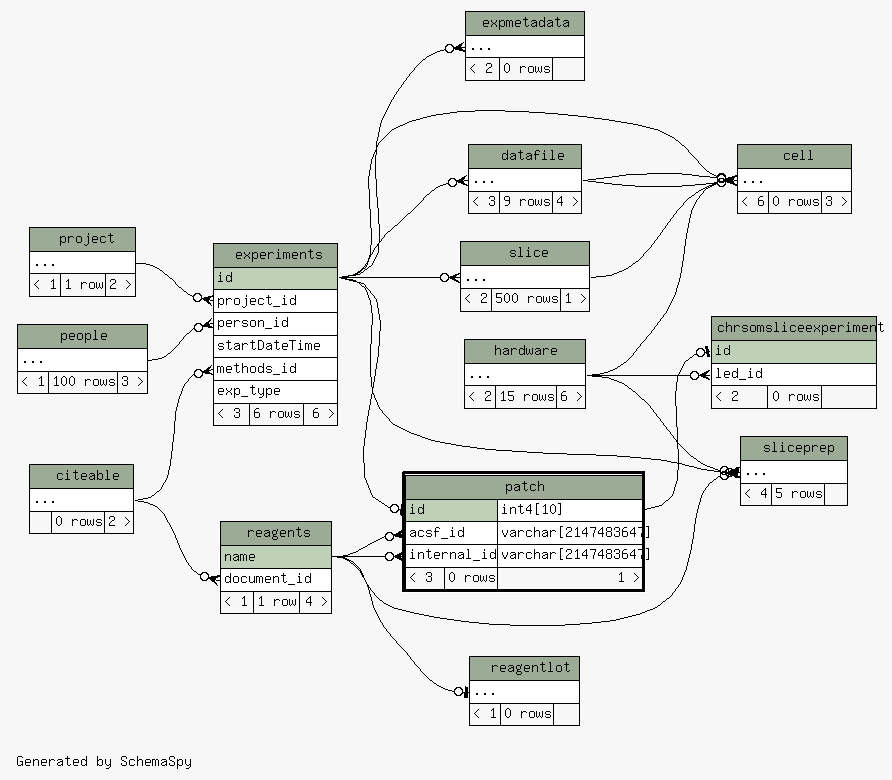 expmetadata
...
< 2 0 rows
datafile
...
< 3 9 rows 4 >
cell
...
< 6 0 rows 3 >
project
...
< 1 1 row 2 >
experiments
id
project_id
person_id
startDateTime
methods_id
exp_type
< 3 6 rows 6 >
slice
...
< 2 500 rows 1 >
people
...
< 1 100 rows 3 >
hardware
...
< 2 15 rows 6 >
chrsomsliceexperiment
id
led_id
< 2 0 rows
sliceprep
...
< 4 5 rows
citeable
...
0 rows 2 >
patch
id int4[10]
acsf_id varchar[2147483647]
internal_id varchar[2147483647]
< 3 0 rows 1 >
reagents
name
document_id
< 1 1 row 4 >
reagentlot
...
< 1 0 rows
Generated by SchemaSpy